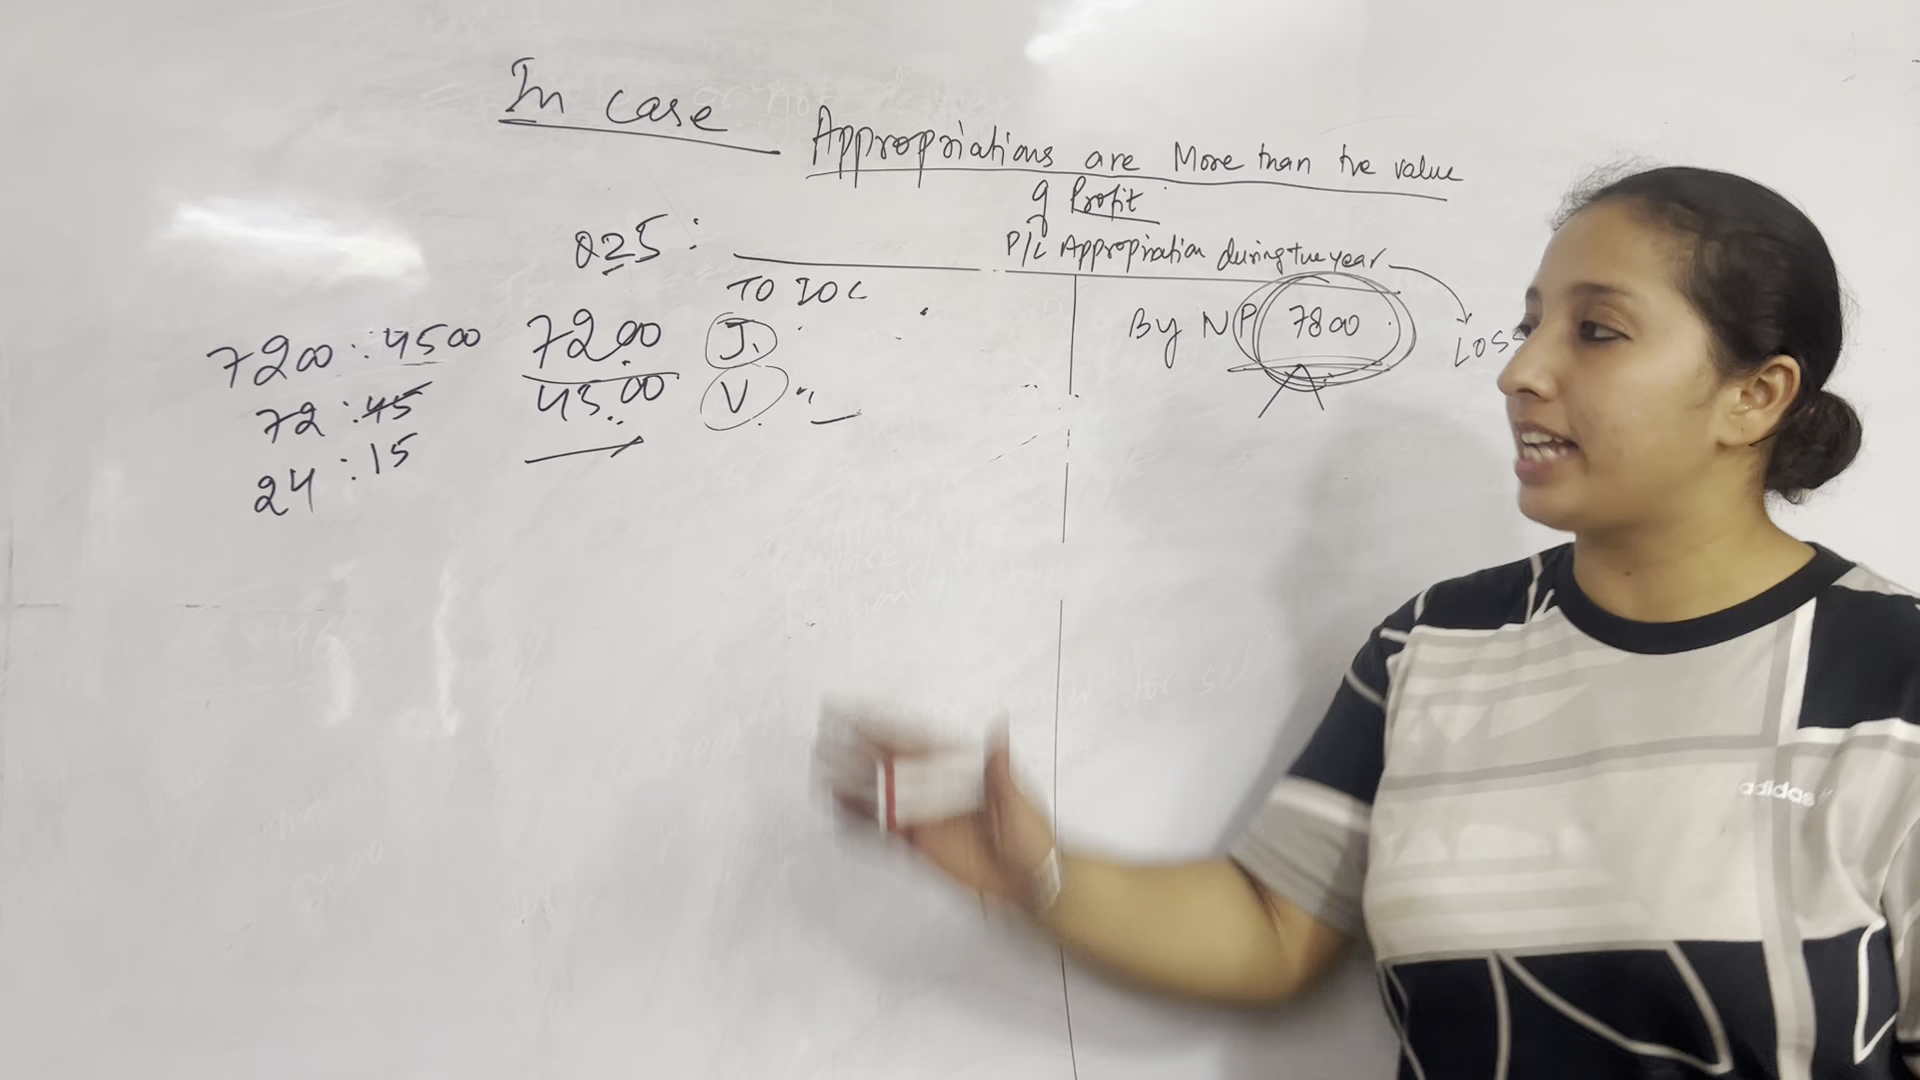 In case
Appropriations are More than the value
of Profit
Q25:
P/L Appropriation during the year
TO IOC
By NP 7800
Loss
7200 : 4500
7200 J.
72 : 45
4500 V "
24 : 15
adidas